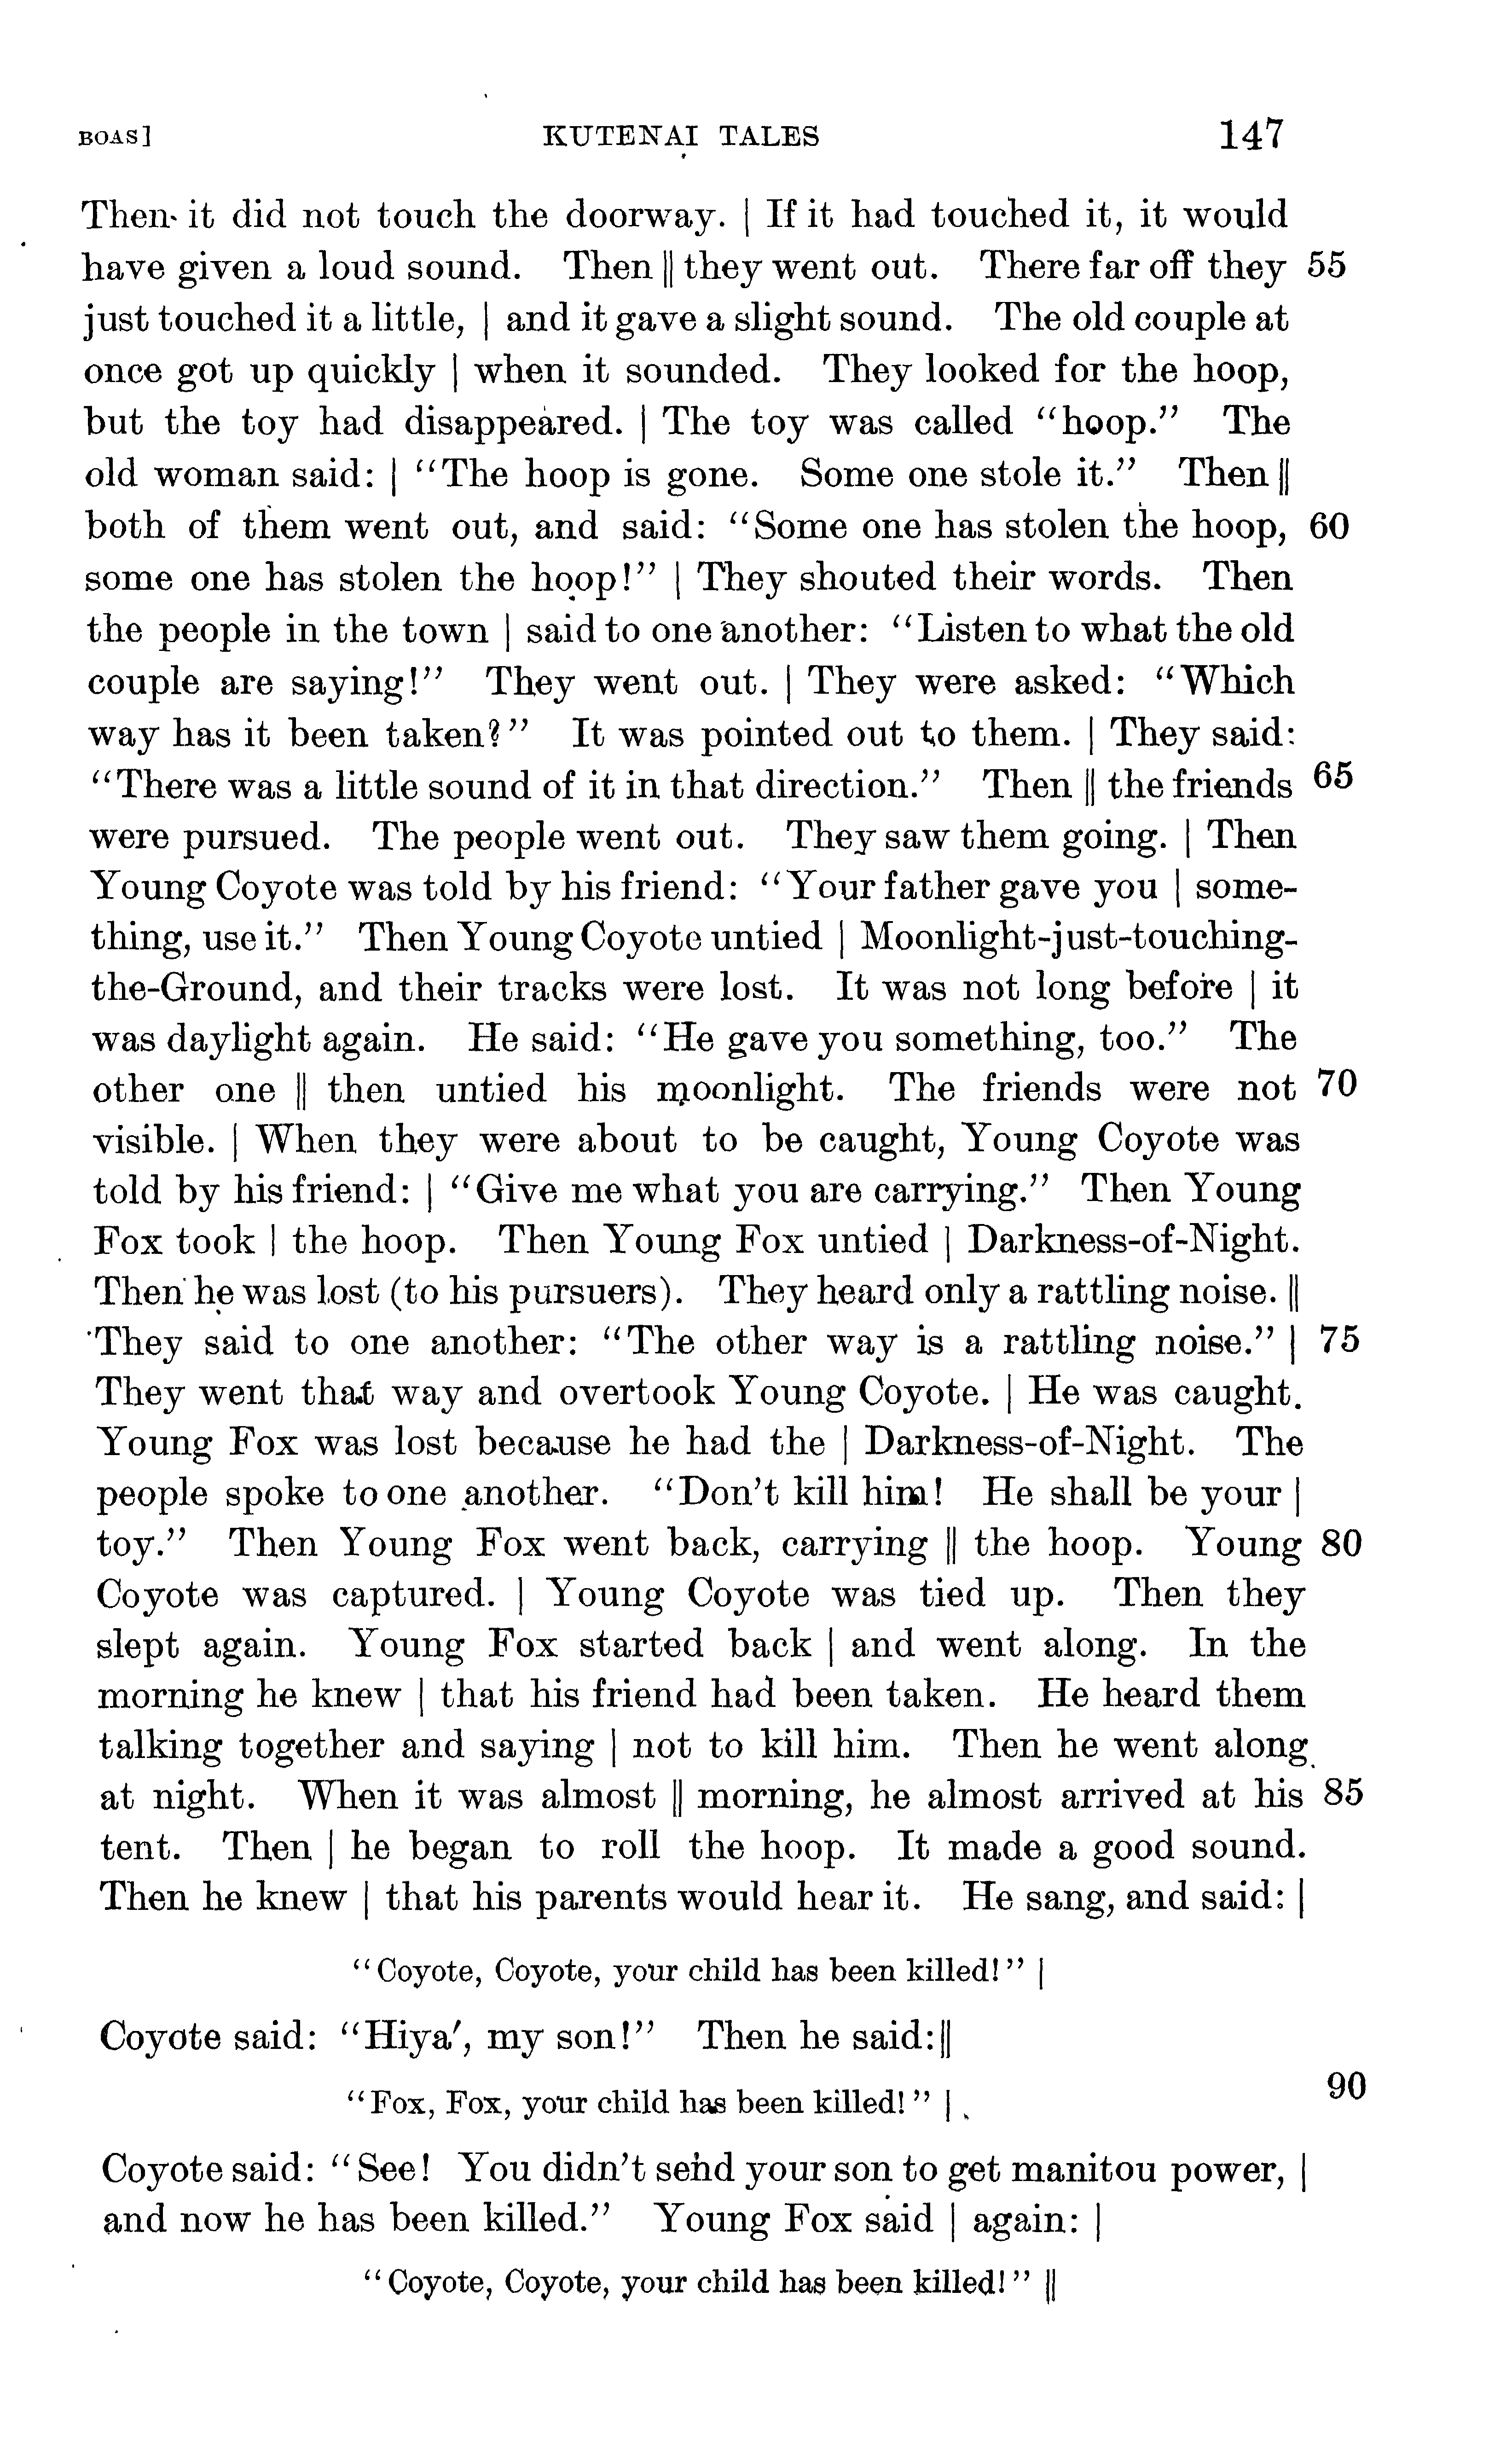 BOAS] KUTENAI TALES 147
Then it did not touch the doorway. | If it had touched it, it would
have given a loud sound. Then || they went out. There far off they 55
just touched it a little, | and it gave a slight sound. The old couple at
once got up quickly | when it sounded. They looked for the hoop,
but the toy had disappeared. | The toy was called "hoop." The
old woman said: | "The hoop is gone. Some one stole it." Then ||
both of them went out, and said: "Some one has stolen the hoop, 60
some one has stolen the hoop!" | They shouted their words. Then
the people in the town | said to one another: "Listen to what the old
couple are saying!" They went out. | They were asked: "Which
way has it been taken?" It was pointed out to them. | They said:
"There was a little sound of it in that direction." Then || the friends 65
were pursued. The people went out. They saw them going. | Then
Young Coyote was told by his friend: "Your father gave you | some-
thing, use it." Then Young Coyote untied | Moonlight-just-touching-
the-Ground, and their tracks were lost. It was not long before | it
was daylight again. He said: "He gave you something, too." The
other one || then untied his moonlight. The friends were not 70
visible. | When they were about to be caught, Young Coyote was
told by his friend: | "Give me what you are carrying." Then Young
Fox took | the hoop. Then Young Fox untied | Darkness-of-Night.
Then he was lost (to his pursuers). They heard only a rattling noise. ||
They said to one another: "The other way is a rattling noise." | 75
They went that way and overtook Young Coyote. | He was caught.
Young Fox was lost because he had the | Darkness-of-Night. The
people spoke to one another. "Don't kill him! He shall be your |
toy." Then Young Fox went back, carrying || the hoop. Young 80
Coyote was captured. | Young Coyote was tied up. Then they
slept again. Young Fox started back | and went along. In the
morning he knew | that his friend had been taken. He heard them
talking together and saying | not to kill him. Then he went along
at night. When it was almost || morning, he almost arrived at his 85
tent. Then | he began to roll the hoop. It made a good sound.
Then he knew | that his parents would hear it. He sang, and said: |
"Coyote, Coyote, your child has been killed!" |
Coyote said: "Hiya′, my son!" Then he said: ||
"Fox, Fox, your child has been killed!" | 90
Coyote said: "See! You didn't send your son to get manitou power, |
and now he has been killed." Young Fox said | again: |
"Coyote, Coyote, your child has been killed!" ||